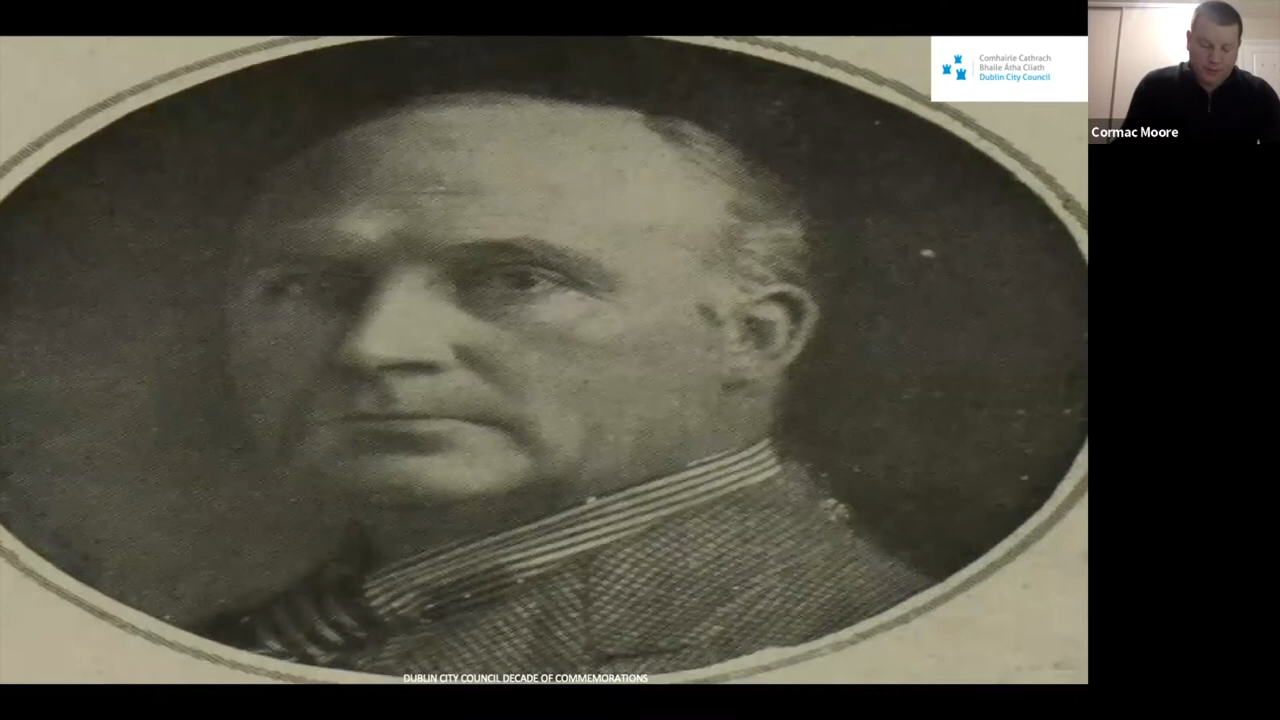 Comhairle Cathrach
Bhaile Átha Cliath
Dublin City Council
Cormac Moore
DUBLIN CITY COUNCIL DECADE OF COMMEMORATIONS